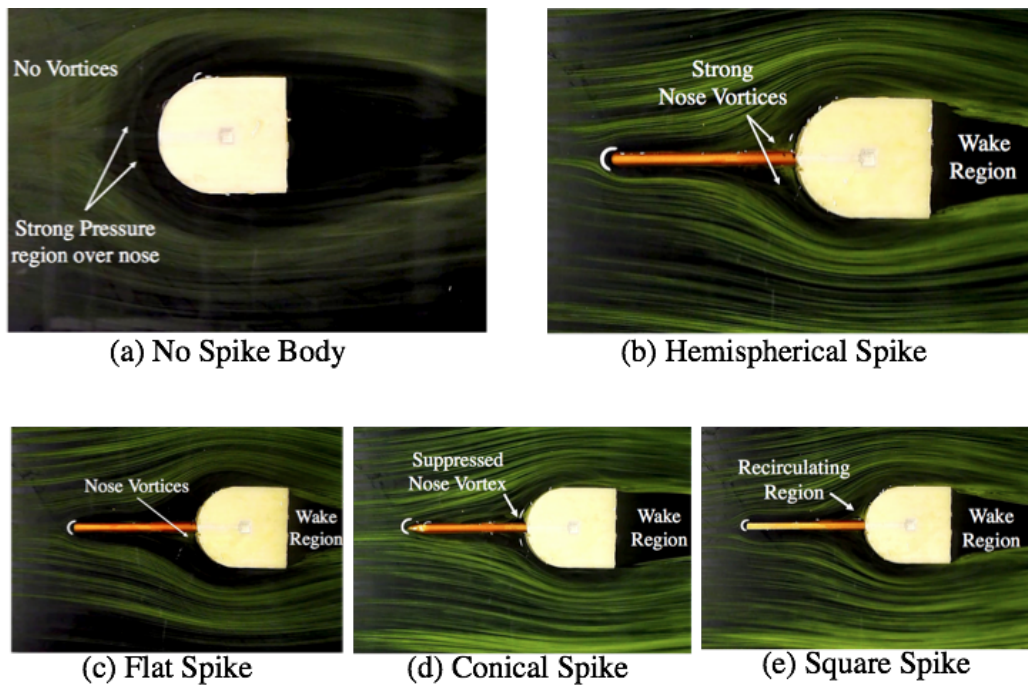 No Vortices
Strong Pressure
region over nose
(a) No Spike Body
Strong
Nose Vortices
Wake
Region
(b) Hemispherical Spike
Nose Vortices
Wake
Region
(c) Flat Spike
Suppressed
Nose Vortex
Wake
Region
(d) Conical Spike
Recirculating
Region
Wake
Region
(e) Square Spike